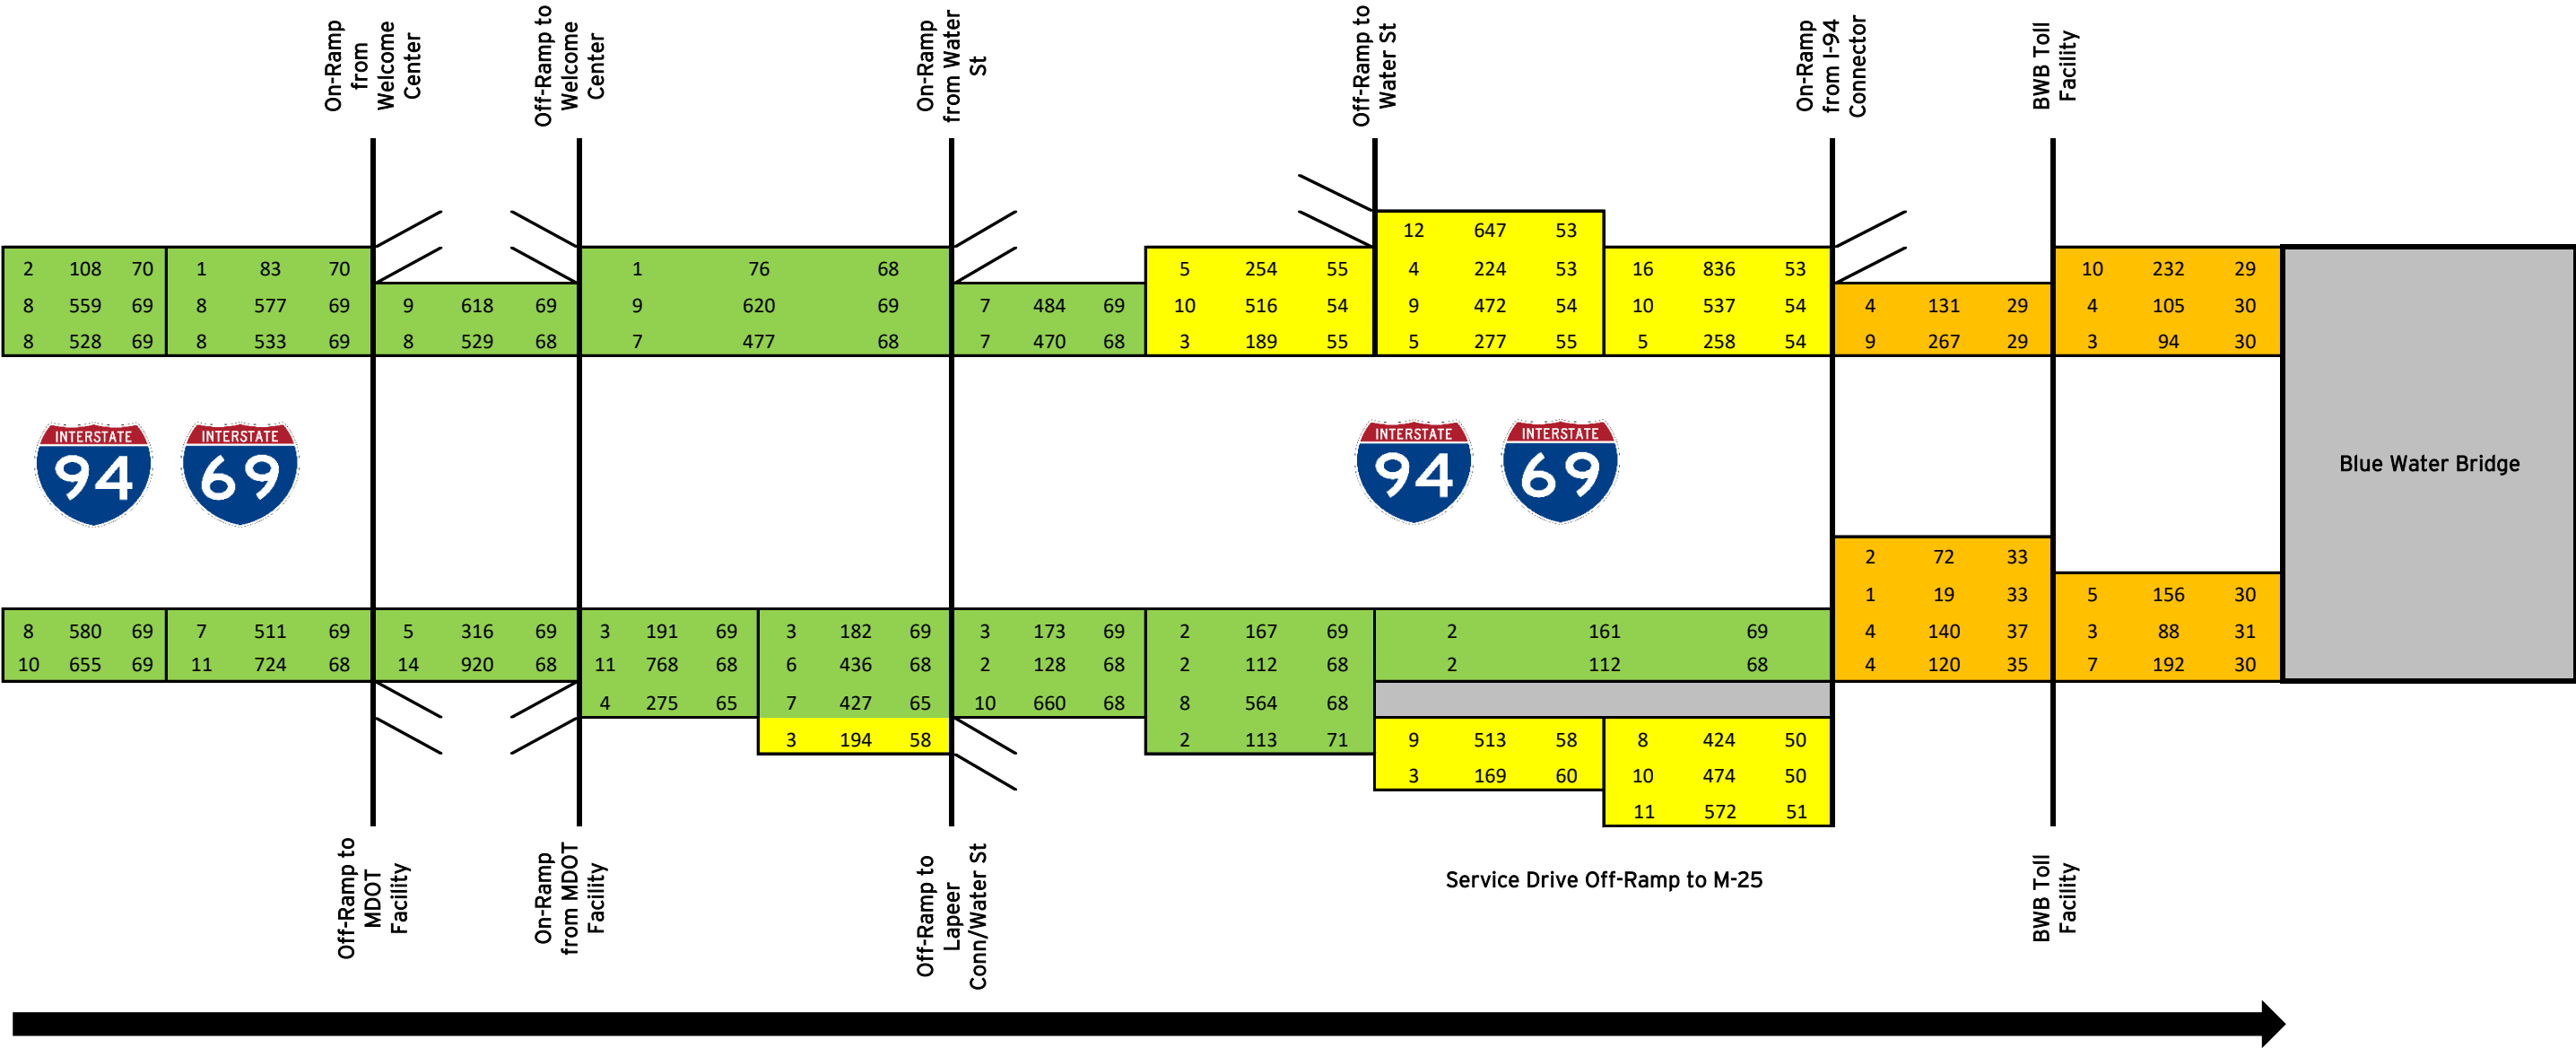 On-Ramp
from
Welcome
Center
Off-Ramp to
Welcome
Center
On-Ramp
from Water
St
Off-Ramp to
Water St
On-Ramp
from I-94
Connector
BWB Toll
Facility
12 647 53
2 108 70 1 83 70 1 76 68 5 254 55 4 224 53 16 836 53 10 232 29
8 559 69 8 577 69 9 618 69 9 620 69 7 484 69 10 516 54 9 472 54 10 537 54 4 131 29 4 105 30
8 528 69 8 533 69 8 529 68 7 477 68 7 470 68 3 189 55 5 277 55 5 258 54 9 267 29 3 94 30
INTERSTATE
94
INTERSTATE
69
INTERSTATE
94
INTERSTATE
69
Blue Water Bridge
2 72 33
1 19 33 5 156 30
8 580 69 7 511 69 5 316 69 3 191 69 3 182 69 3 173 69 2 167 69 2 161 69 4 140 37 3 88 31
10 655 69 11 724 68 14 920 68 11 768 68 6 436 68 2 128 68 2 112 68 2 112 68 4 120 35 7 192 30
4 275 65 7 427 65 10 660 68 8 564 68
3 194 58 2 113 71 9 513 58 8 424 50
3 169 60 10 474 50
11 572 51
Off-Ramp to
MDOT
Facility
On-Ramp
from MDOT
Facility
Off-Ramp to
Lapeer
Conn/Water St
Service Drive Off-Ramp to M-25
BWB Toll
Facility